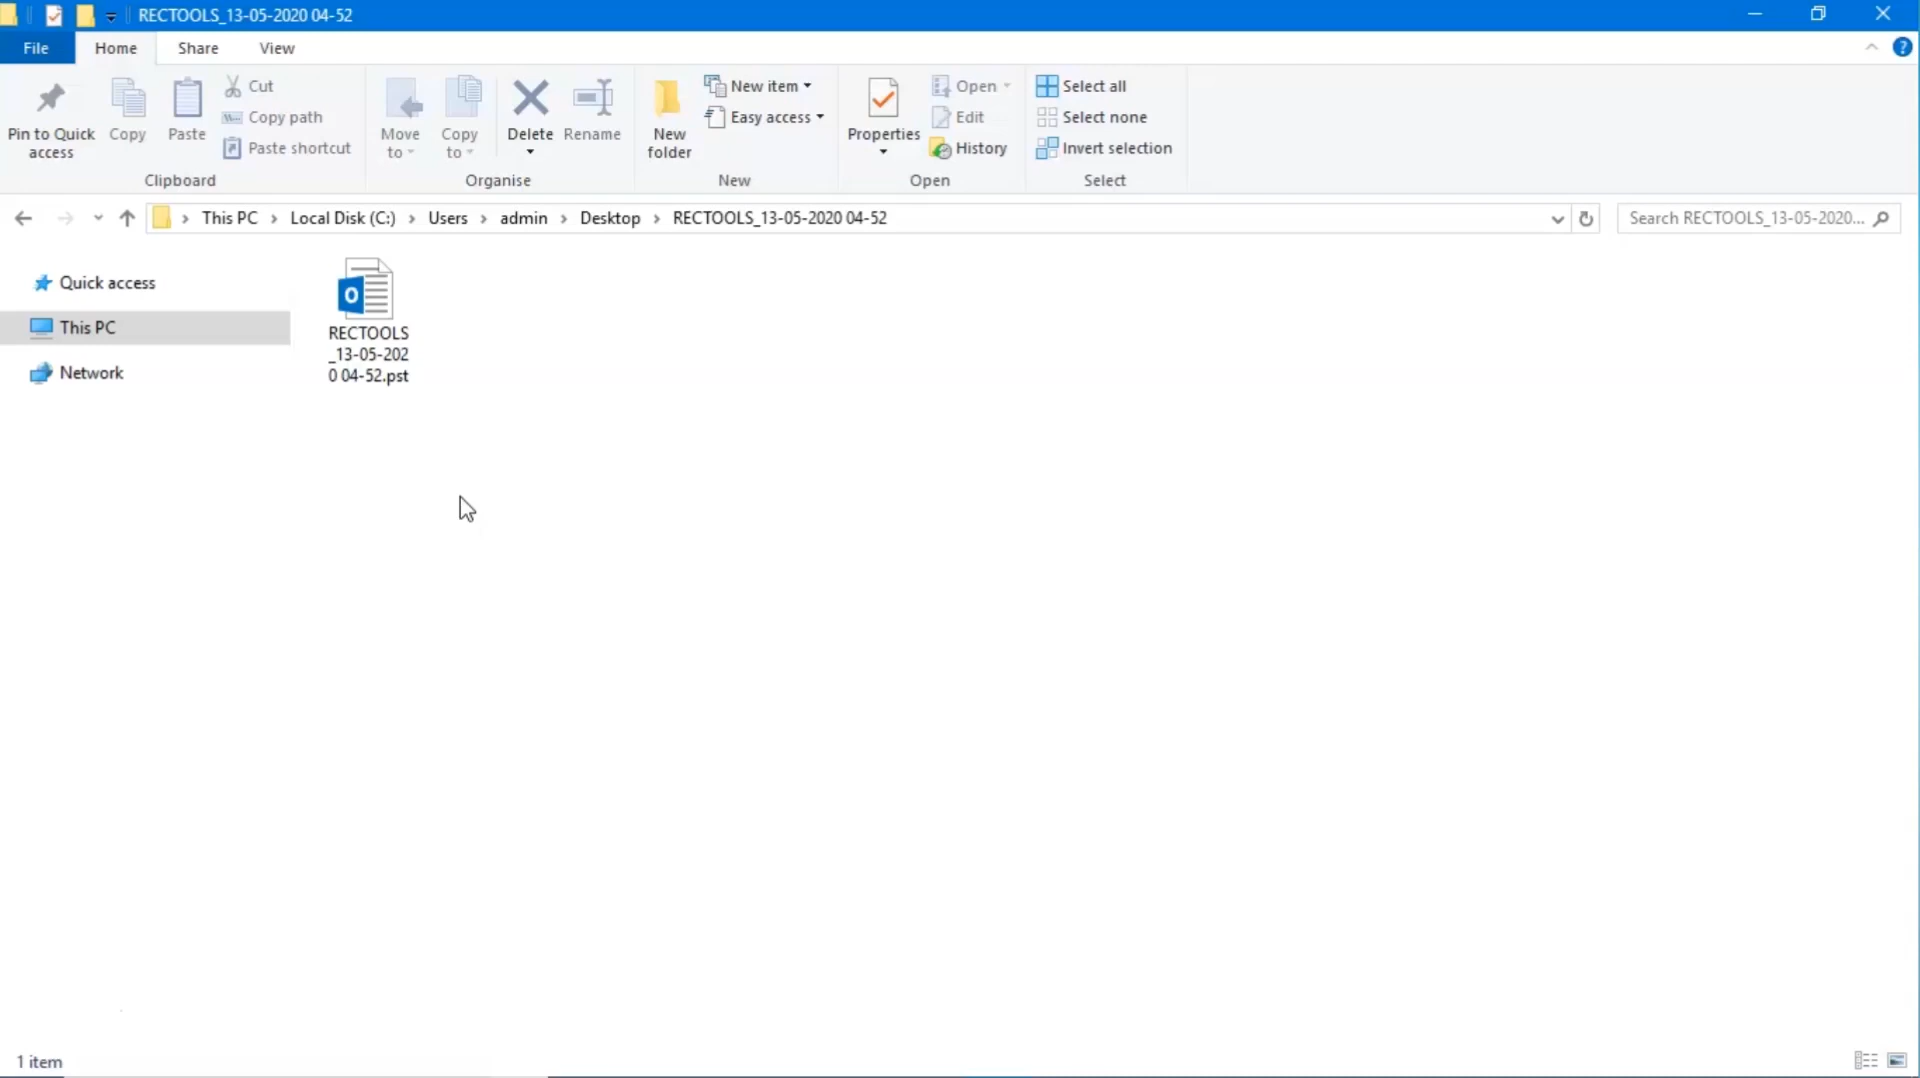 RECTOOLS_13-05-2020 04-52
File
Home
Share
View
Pin to Quick
access
Copy
Paste
Cut
Copy path
Paste shortcut
Clipboard
Move
to
Copy
to
Delete
Rename
Organise
New
folder
New item
Easy access
New
Properties
Open
Edit
History
Open
Select all
Select none
Invert selection
Select
This PC
Local Disk (C:)
Users
admin
Desktop
RECTOOLS_13-05-2020 04-52
Search RECTOOLS_13-05-2020...
Quick access
This PC
Network
RECTOOLS
_13-05-202
0 04-52.pst
1 item